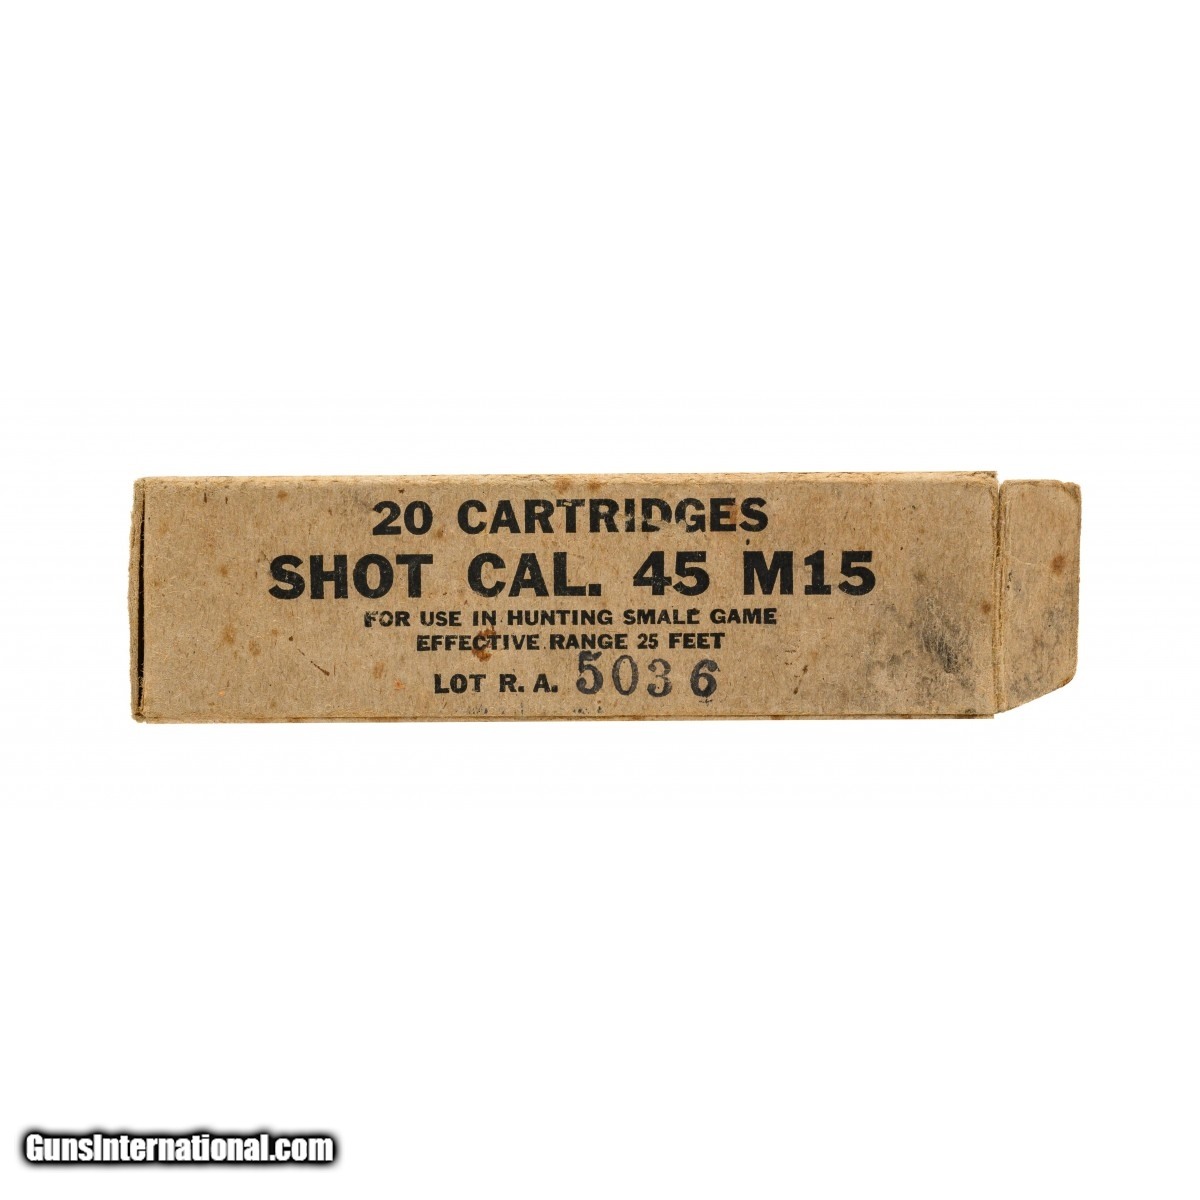 20 CARTRIDGES
SHOT CAL. 45 M15
FOR USE IN HUNTING SMALL GAME
EFFECTIVE RANGE 25 FEET
LOT R. A. 5036
GunsInternational.com